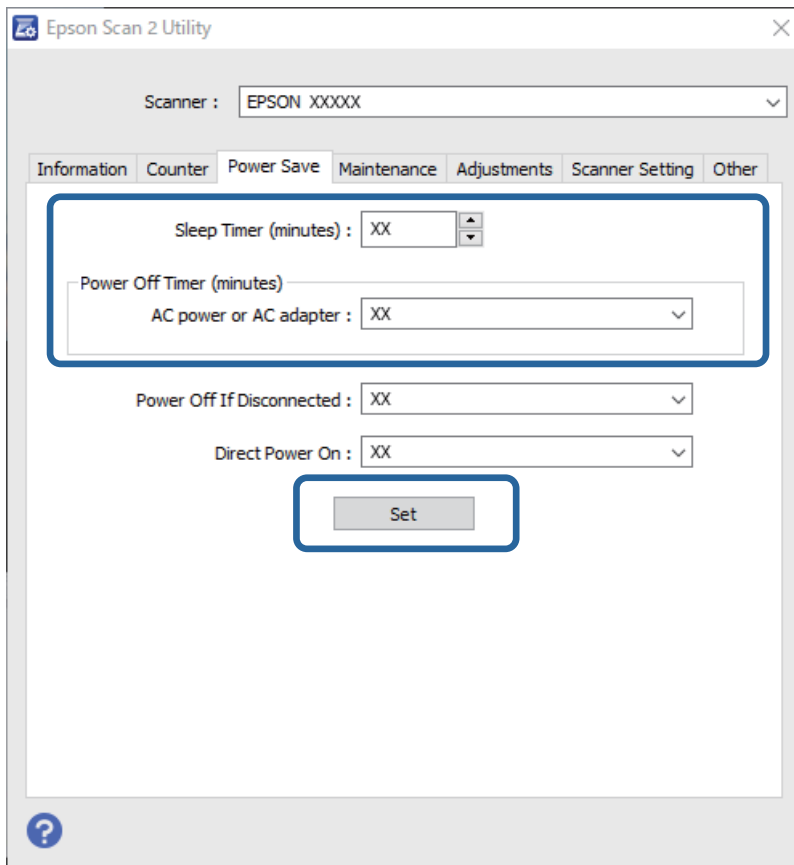 Epson Scan 2 Utility
Scanner : EPSON XXXXX
Information Counter Power Save Maintenance Adjustments Scanner Setting Other
Sleep Timer (minutes) : XX
Power Off Timer (minutes)
AC power or AC adapter : XX
Power Off If Disconnected : XX
Direct Power On : XX
Set
?